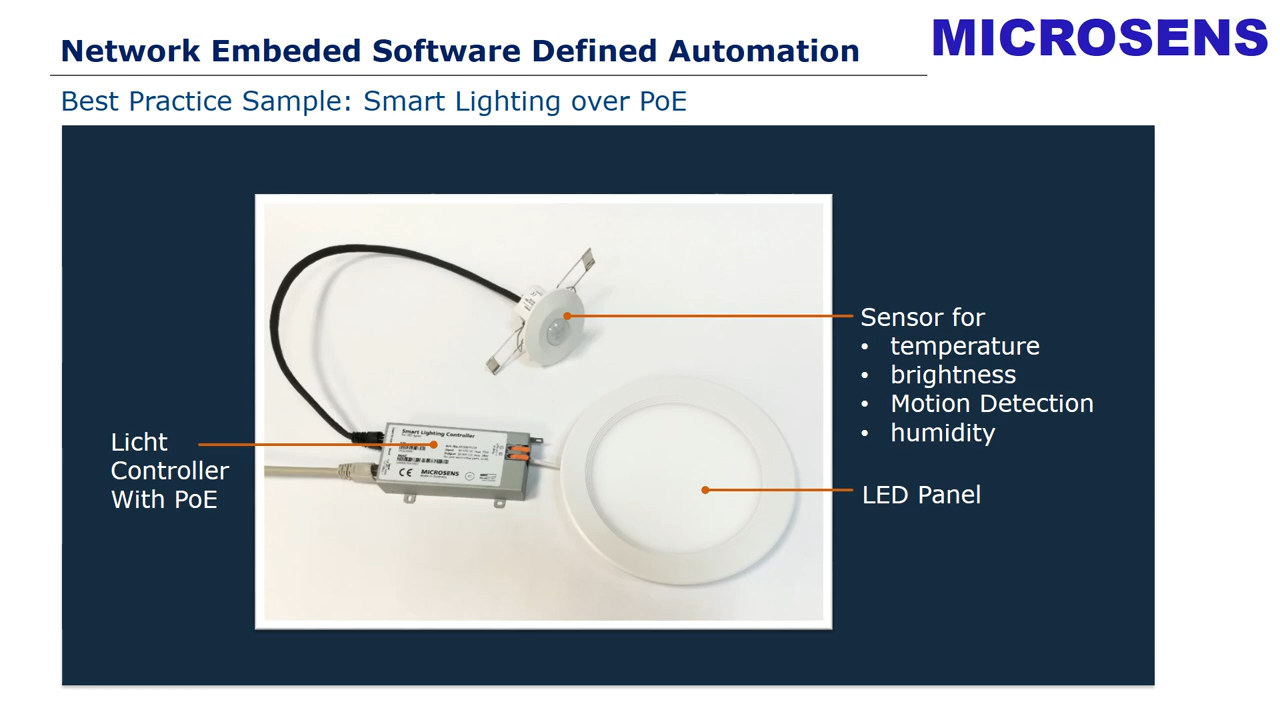 Network Embeded Software Defined Automation
MICROSENS
Best Practice Sample: Smart Lighting over PoE
Sensor for
• temperature
• brightness
• Motion Detection
• humidity
Licht
Controller
With PoE
Smart Lighting Controller
CE MICROSENS
LED Panel